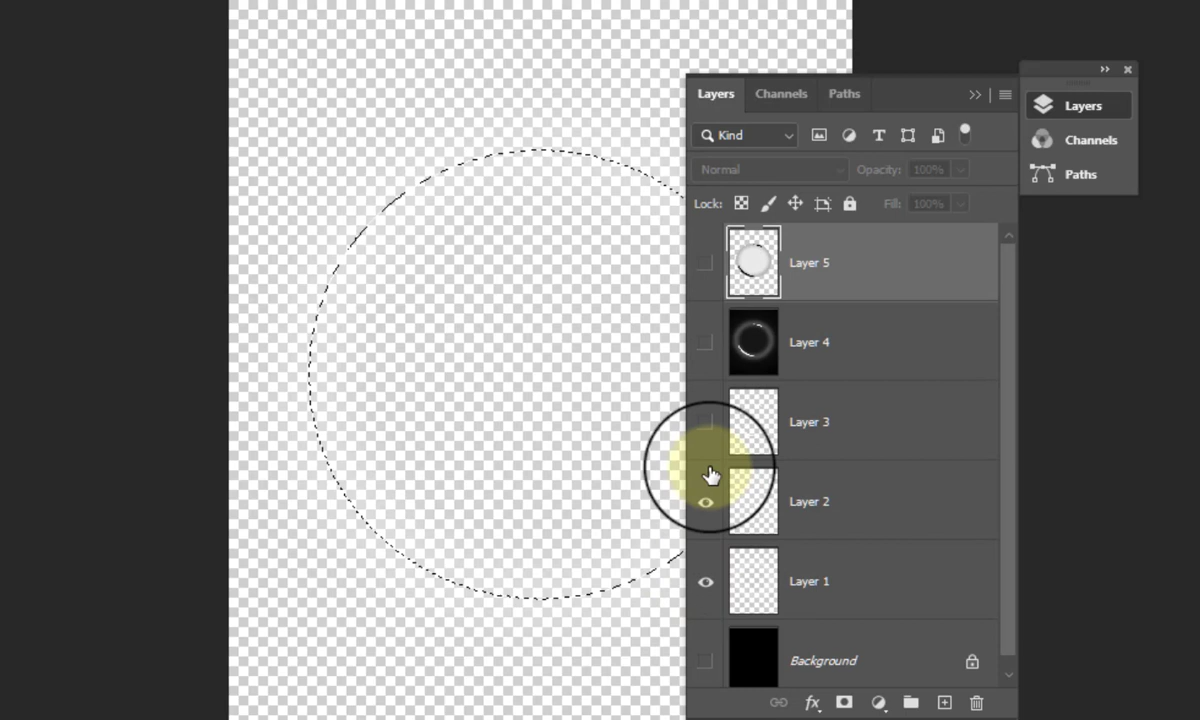 Layers Channels Paths
Kind
Normal Opacity: 100%
Lock: Fill: 100%
Layer 5
Layer 4
Layer 3
Layer 2
Layer 1
Background
fx
Layers
Channels
Paths